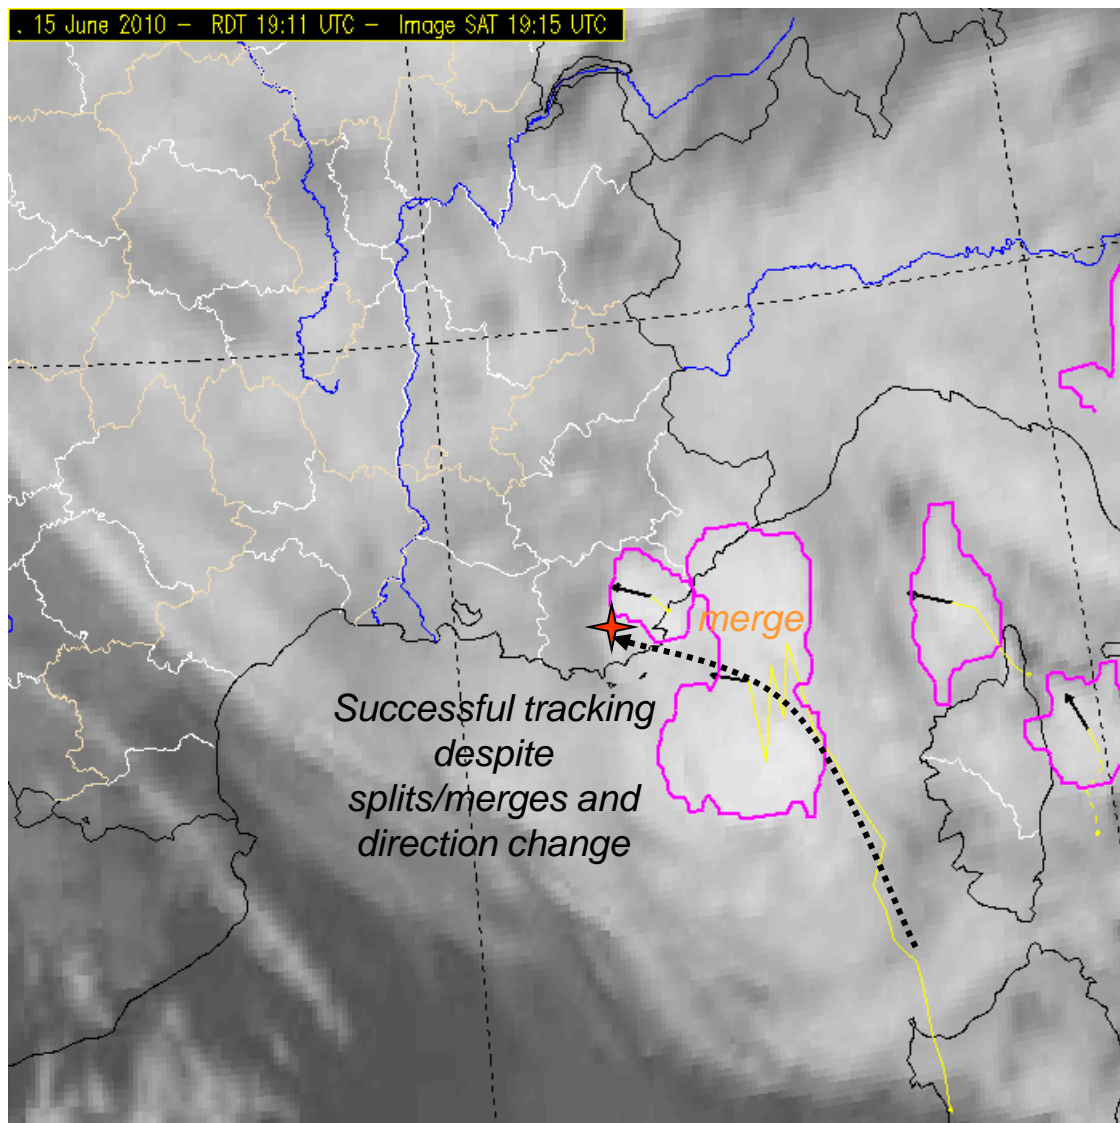 . 15 June 2010 - RDT 19:11 UTC - Image SAT 19:15 UTC
merge
Successful tracking
despite
splits/merges and
direction change